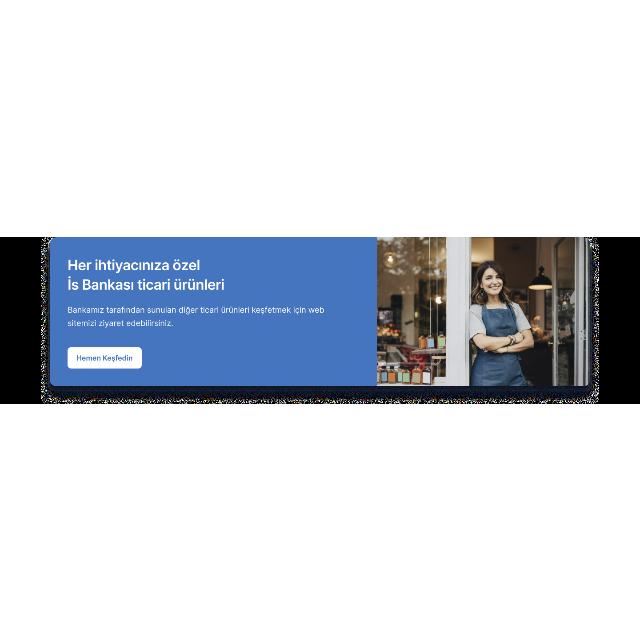 Her ihtiyacınıza özel
İs Bankası ticari ürünleri
Bankamız tarafından sunulan diğer ticari ürünleri keşfetmek için web
sitemizi ziyaret edebilirsiniz.
Hemen Keşfedin